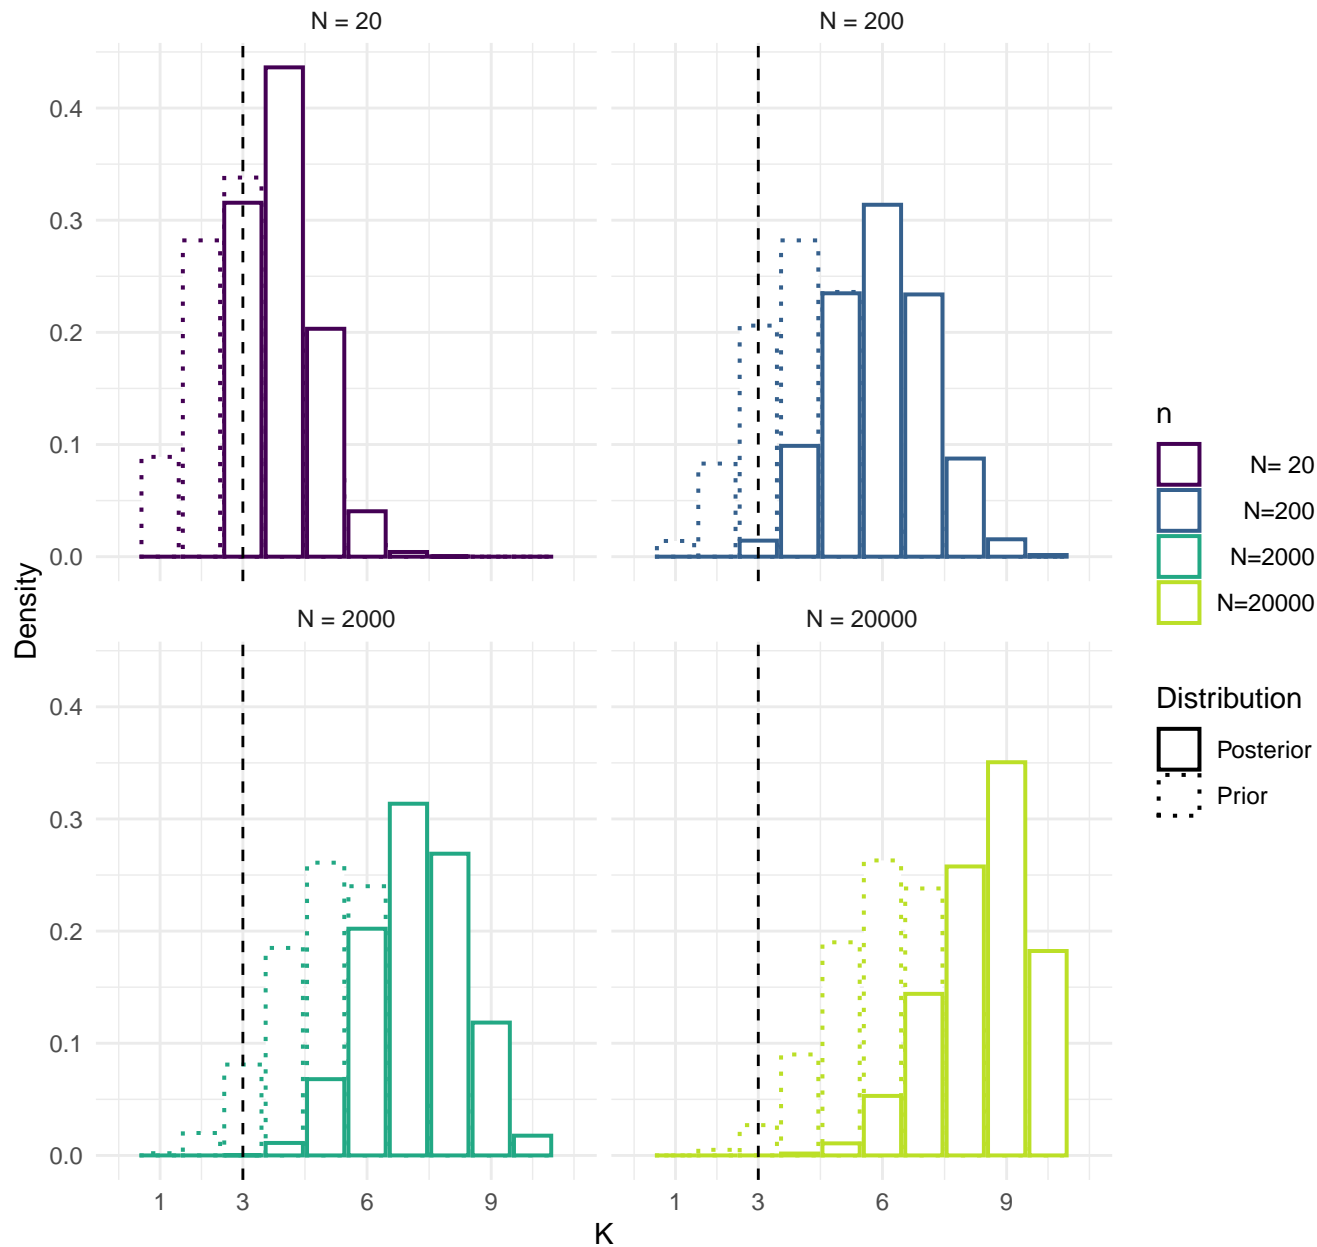 N = 20
N = 200
0.4
0.3
0.2
0.1
0.0
N = 2000
N = 20000
0.4
0.3
0.2
0.1
0.0
1
3
6
9
1
3
6
9
K
Density
n
N= 20
N=200
N=2000
N=20000
Distribution
Posterior
Prior